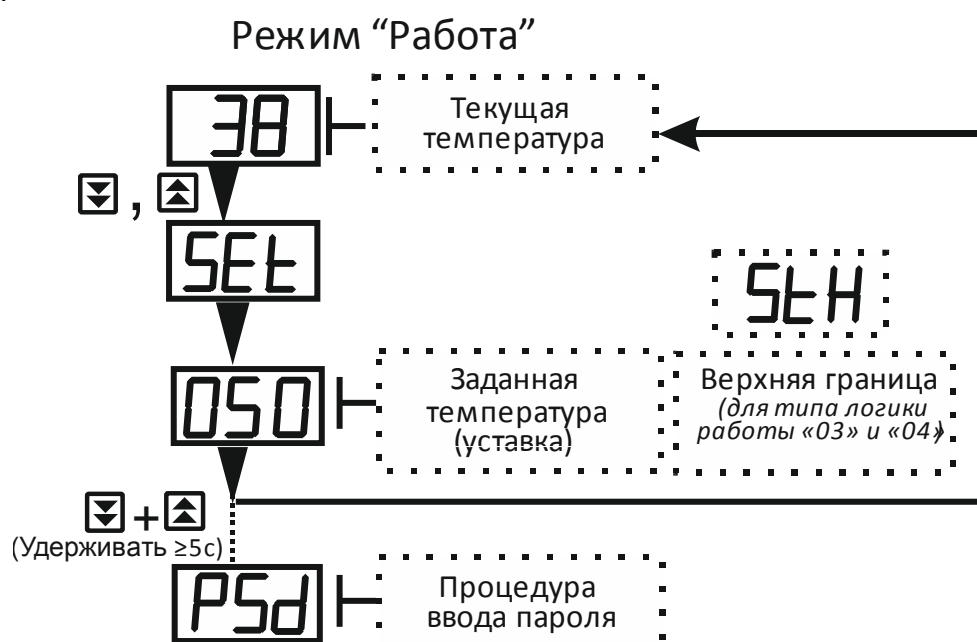 Режим “Работа”
38
Текущая
температура
,
SEt
StH
050
Заданная
температура
(уставка)
Верхняя граница
(для типа логики
работы «03» и «04»
+
(Удерживать ≥5с)
PSd
Процедура
ввода пароля